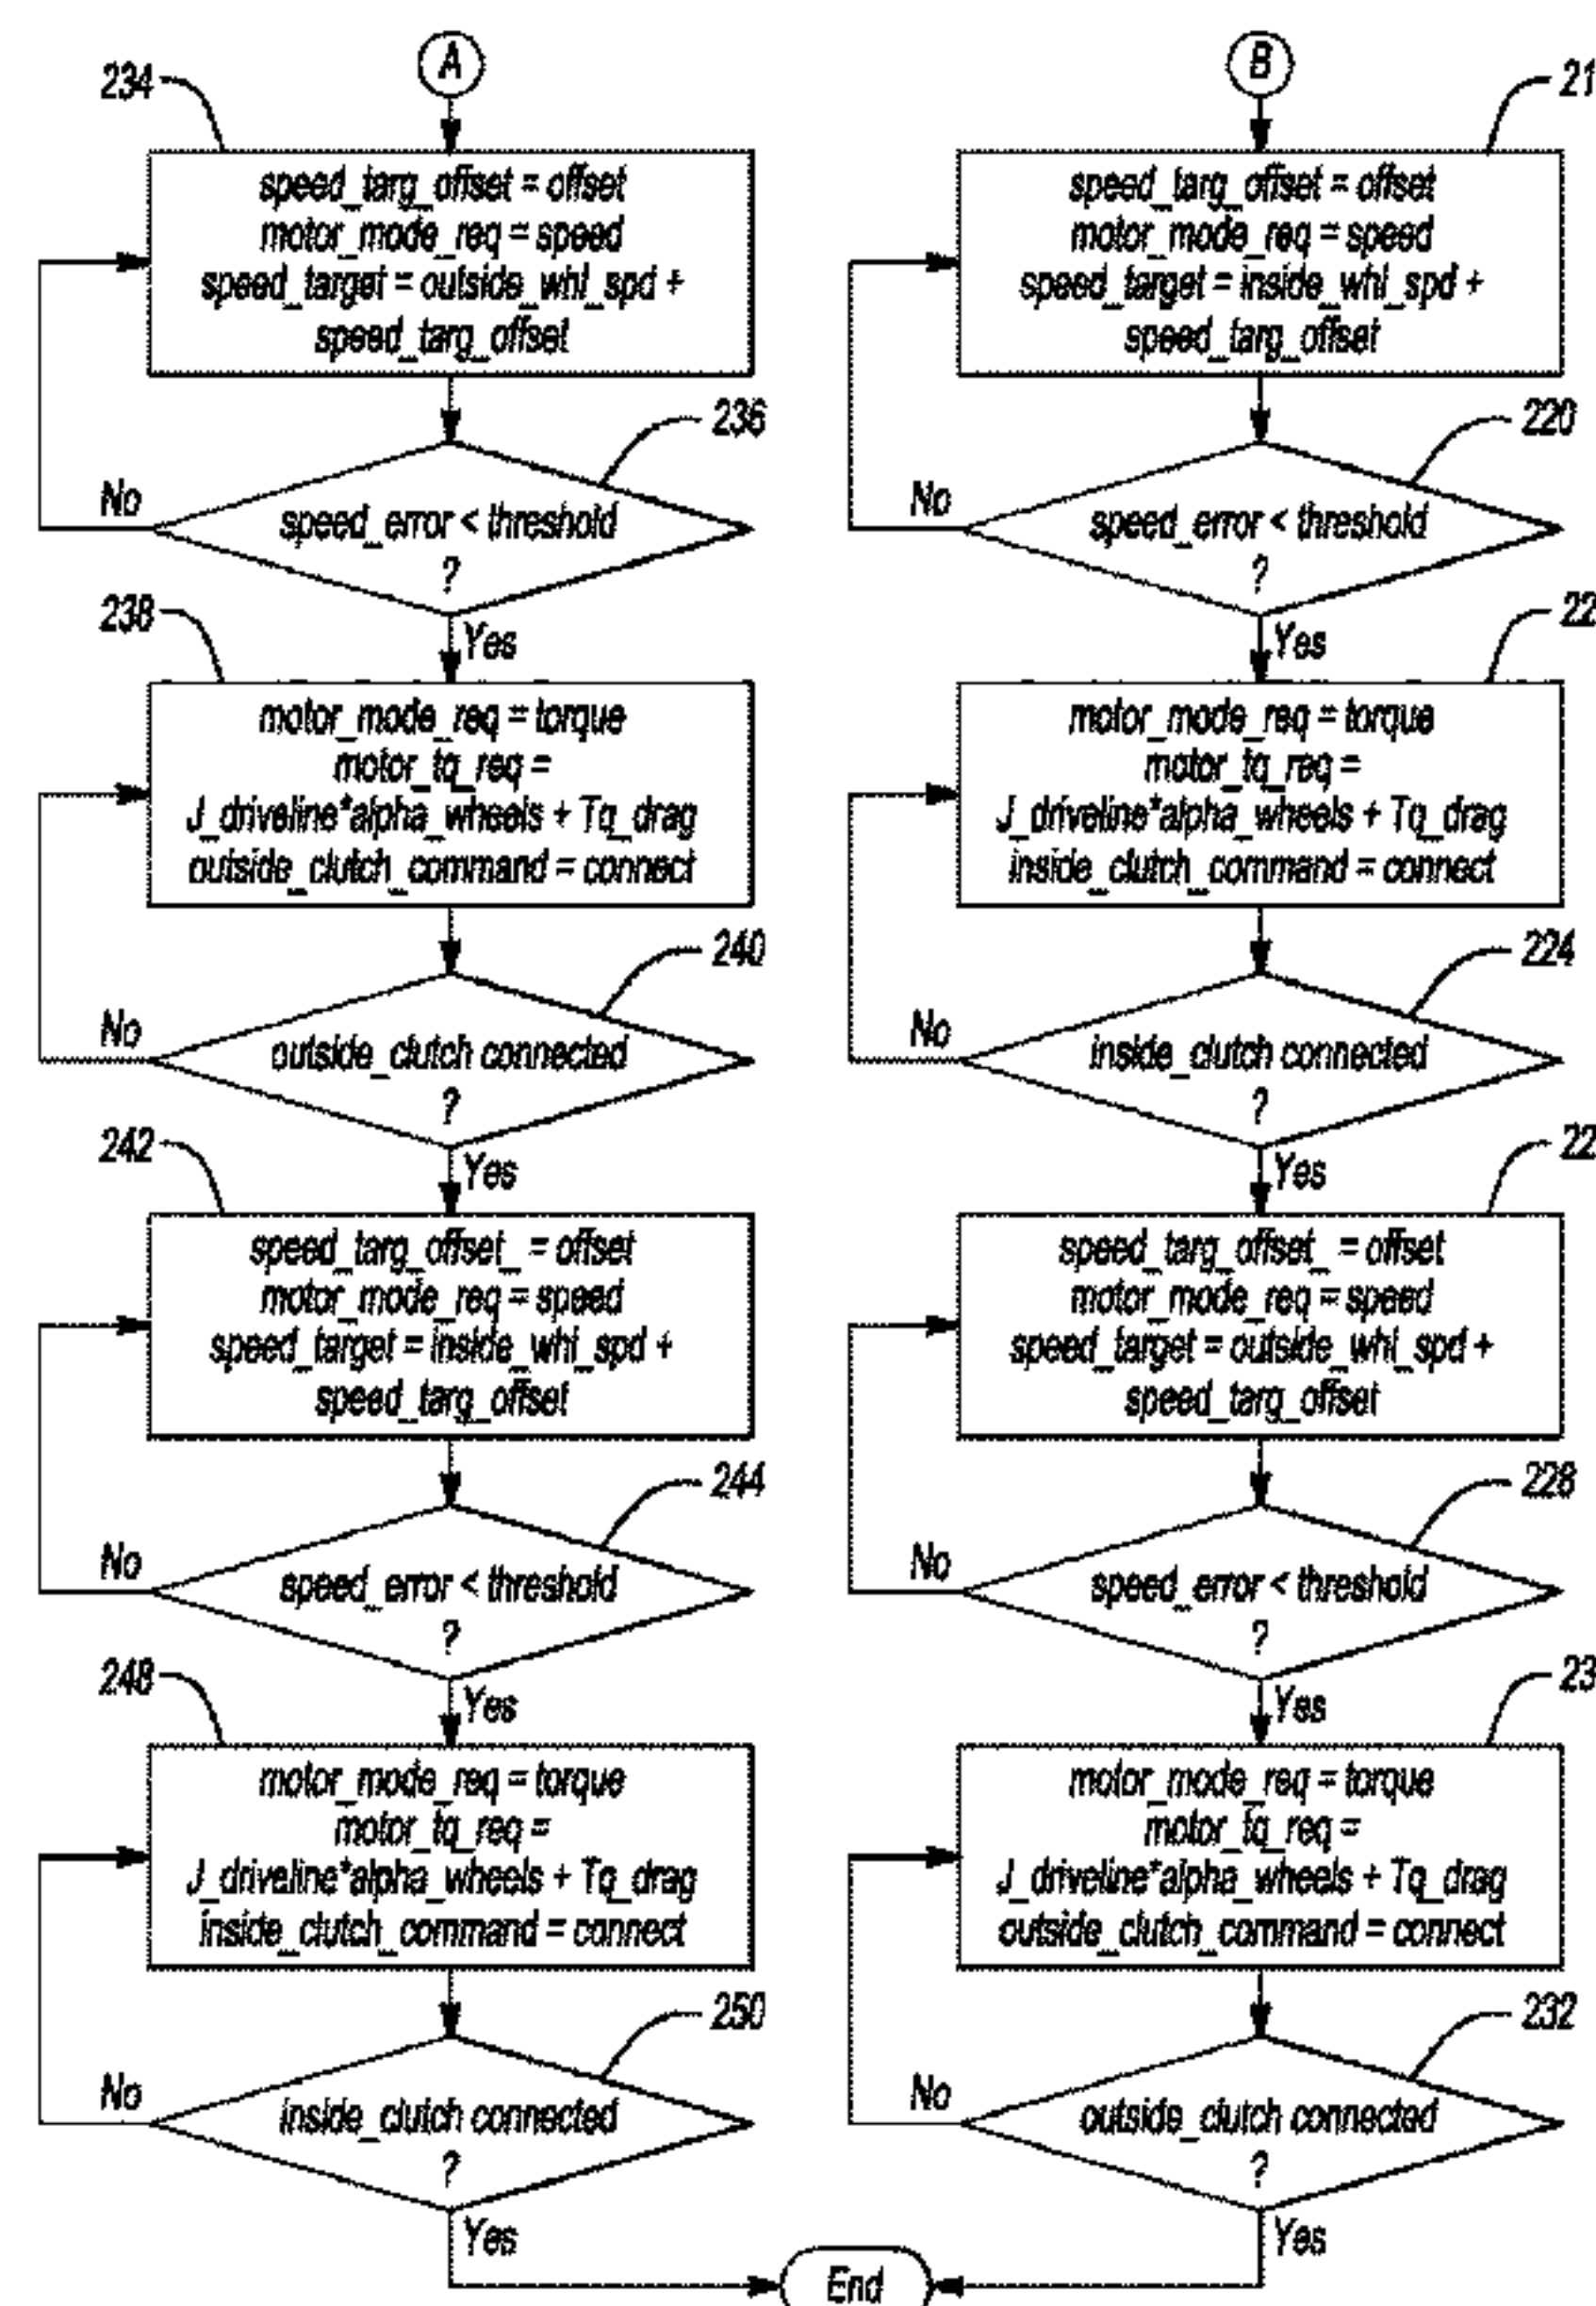 A
234
speed_targ_offset = offset
motor_mode_req = speed
speed_target = outside_whl_spd +
speed_targ_offset
236
No
speed_error < threshold
?
Yes
238
motor_mode_req = torque
motor_tq_req =
J_driveline*alpha_wheels + Tq_drag
outside_clutch_command = connect
240
No
outside_clutch connected
?
Yes
242
speed_targ_offset_ = offset
motor_mode_req = speed
speed_target = inside_whl_spd +
speed_targ_offset
244
No
speed_error < threshold
?
Yes
248
motor_mode_req = torque
motor_tq_req =
J_driveline*alpha_wheels + Tq_drag
inside_clutch_command = connect
250
No
inside_clutch connected
?
Yes
B
21
speed_targ_offset = offset
motor_mode_req = speed
speed_target = inside_whl_spd +
speed_targ_offset
220
No
speed_error < threshold
?
Yes
22
motor_mode_req = torque
motor_tq_req =
J_driveline*alpha_wheels + Tq_drag
inside_clutch_command = connect
224
No
inside_clutch connected
?
Yes
22
speed_targ_offset_ = offset
motor_mode_req = speed
speed_target = outside_whl_spd +
speed_targ_offset
228
No
speed_error < threshold
?
Yes
23
motor_mode_req = torque
motor_tq_req =
J_driveline*alpha_wheels + Tq_drag
outside_clutch_command = connect
232
No
outside_clutch connected
?
Yes
End